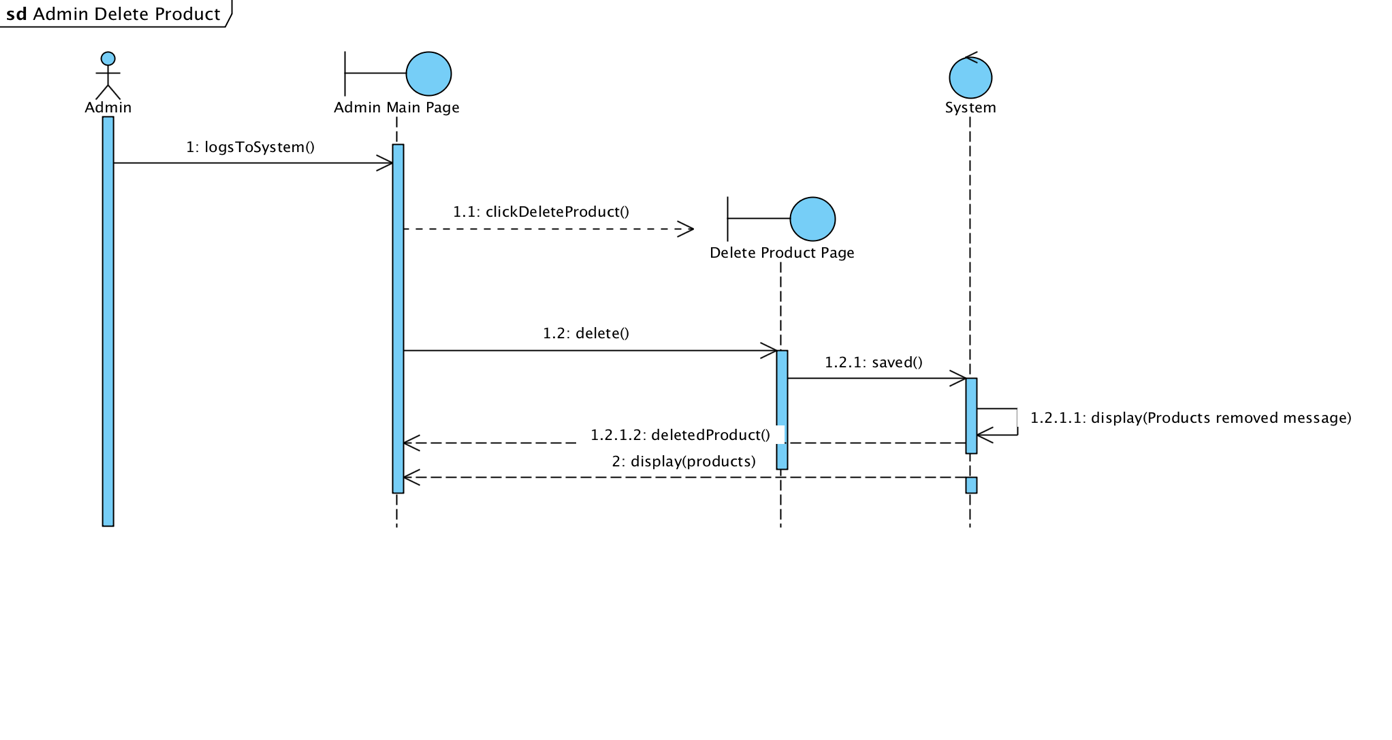 sd Admin Delete Product
Admin
Admin Main Page
System
1: logsToSystem()
1.1: clickDeleteProduct()
Delete Product Page
1.2: delete()
1.2.1: saved()
1.2.1.1: display(Products removed message)
1.2.1.2: deletedProduct()
2: display(products)